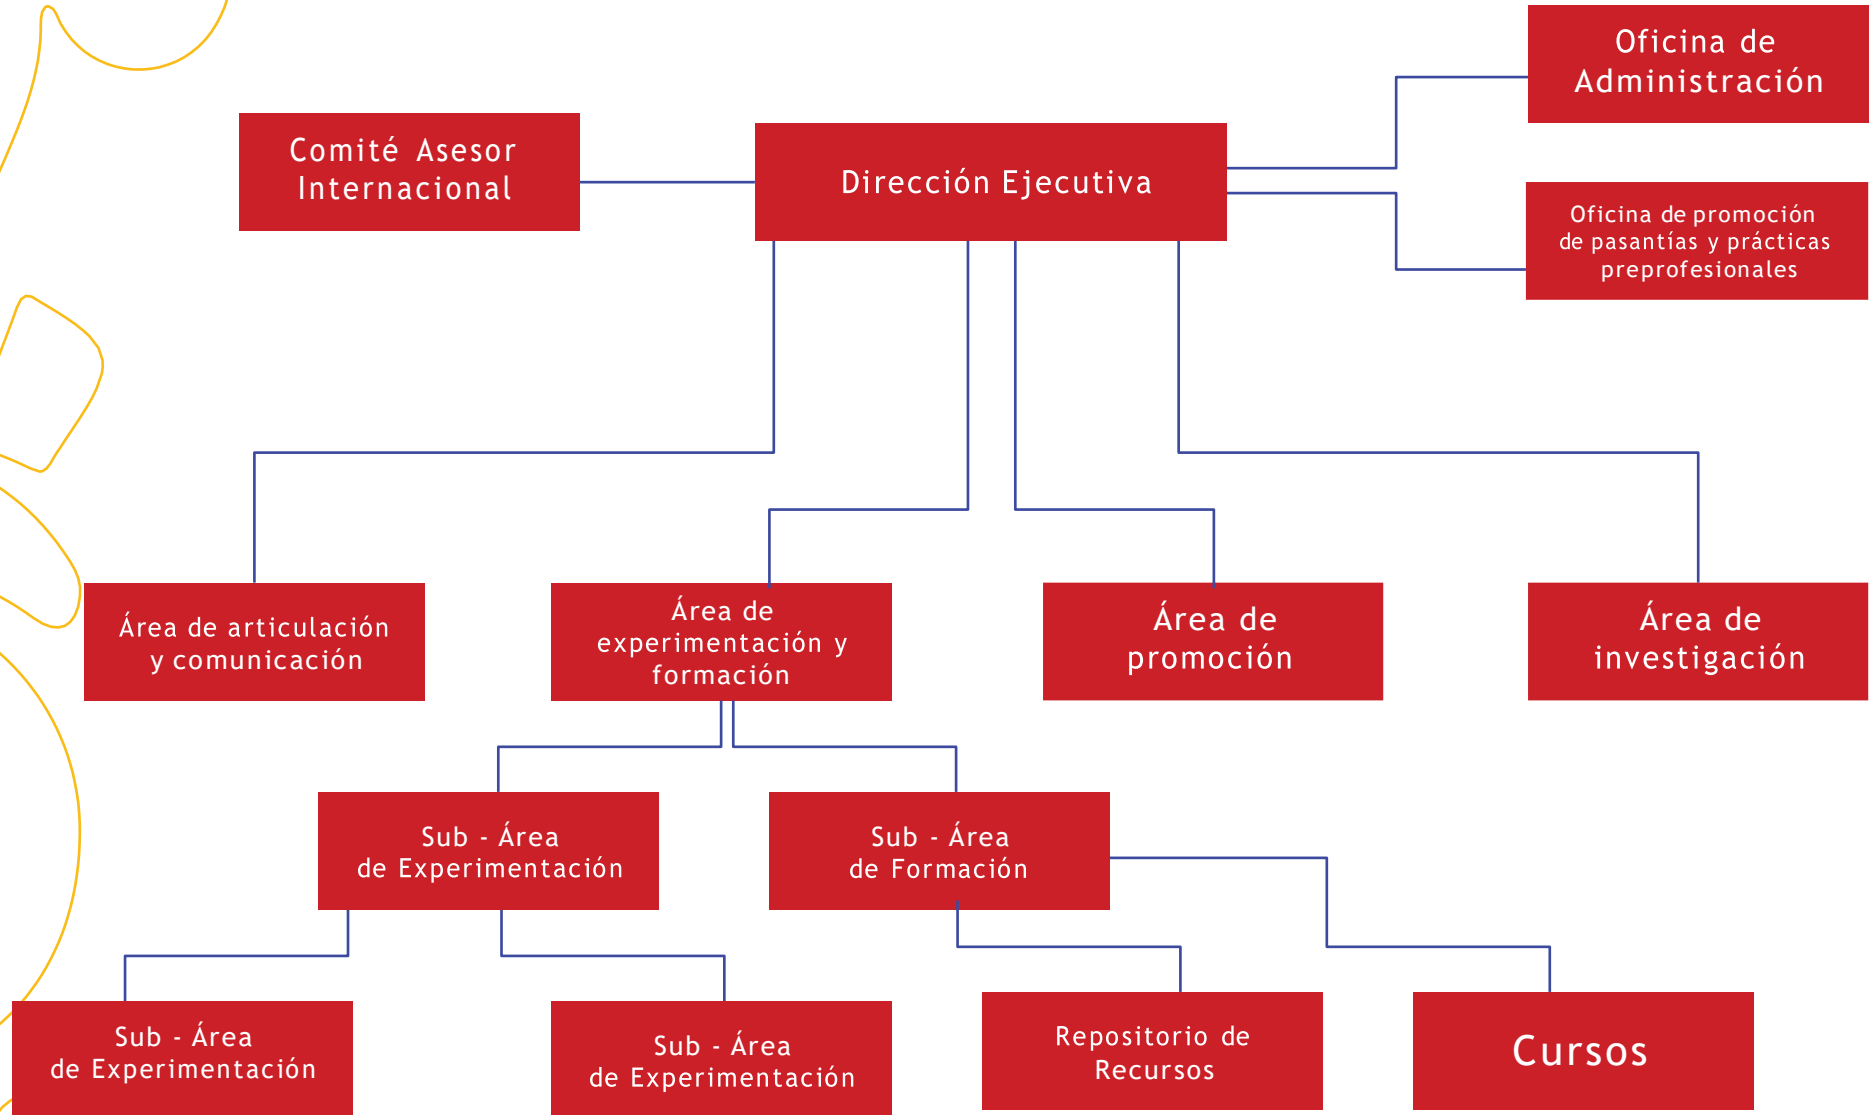 Oficina de
Administración
Comité Asesor
Internacional
Dirección Ejecutiva
Oficina de promoción
de pasantías y prácticas
preprofesionales
Área de articulación
y comunicación
Área de
experimentación y
formación
Área de
promoción
Área de
investigación
Sub - Área
de Experimentación
Sub - Área
de Formación
Sub - Área
de Experimentación
Sub - Área
de Experimentación
Repositorio de
Recursos
Cursos